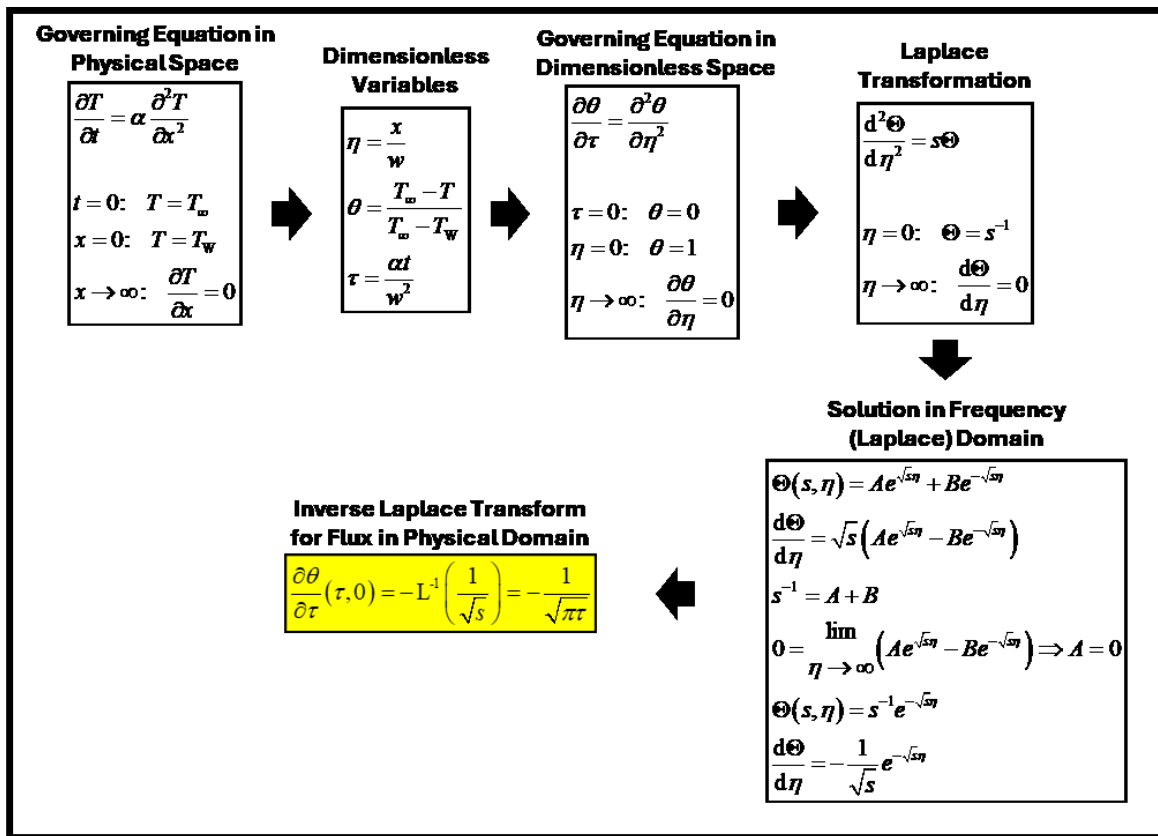 Governing Equation in
Physical Space
∂T/∂t = α ∂²T/∂x²
t = 0: T = T∞
x = 0: T = T_W
x → ∞: ∂T/∂x = 0
Dimensionless
Variables
η = x/w
θ = (T∞ − T)/(T∞ − T_W)
τ = αt/w²
Governing Equation in
Dimensionless Space
∂θ/∂τ = ∂²θ/∂η²
τ = 0: θ = 0
η = 0: θ = 1
η → ∞: ∂θ/∂η = 0
Laplace
Transformation
d²Θ/dη² = sΘ
η = 0: Θ = s⁻¹
η → ∞: dΘ/dη = 0
Solution in Frequency
(Laplace) Domain
Θ(s,η) = Ae^(√sη) + Be^(−√sη)
dΘ/dη = √s(Ae^(√sη) − Be^(−√sη))
s⁻¹ = A + B
0 = lim η → ∞ (Ae^(√sη) − Be^(−√sη)) ⇒ A = 0
Θ(s,η) = s⁻¹e^(−√sη)
dΘ/dη = −(1/√s)e^(−√sη)
Inverse Laplace Transform
for Flux in Physical Domain
∂θ/∂τ(τ,0) = −L⁻¹(1/√s) = −1/√(πτ)